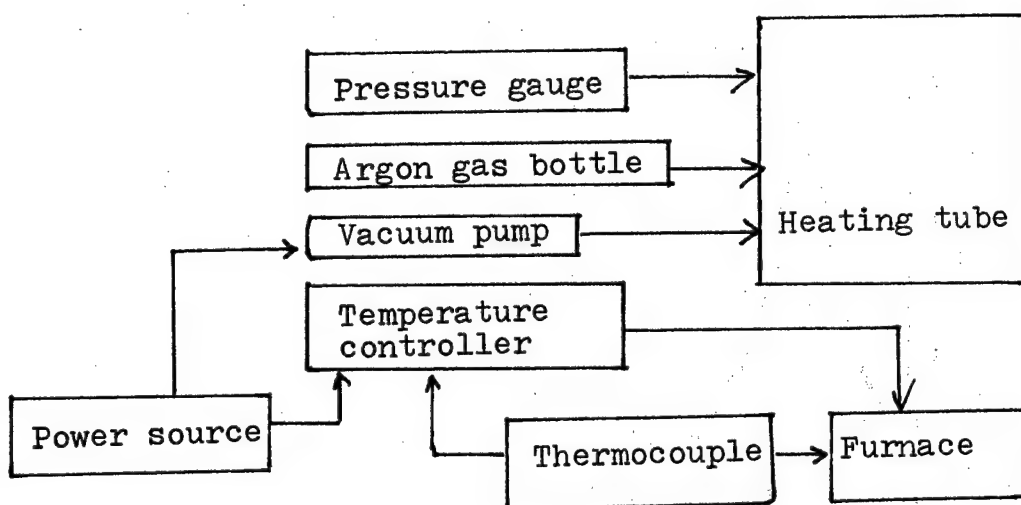 Pressure gauge
Argon gas bottle
Vacuum pump
Heating tube
Temperature
controller
Power source
Thermocouple
Furnace